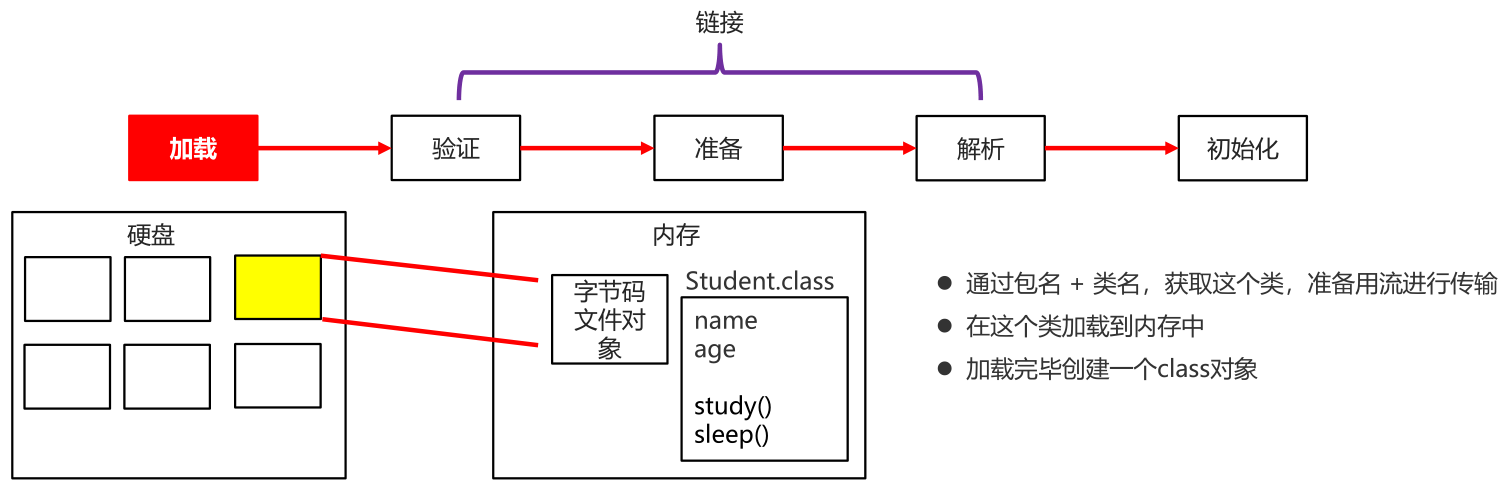 链接
加载
验证
准备
解析
初始化
硬盘
内存
字节码
文件对
象
Student.class
name
age
study()
sleep()
通过包名 + 类名，获取这个类，准备用流进行传输
在这个类加载到内存中
加载完毕创建一个class对象